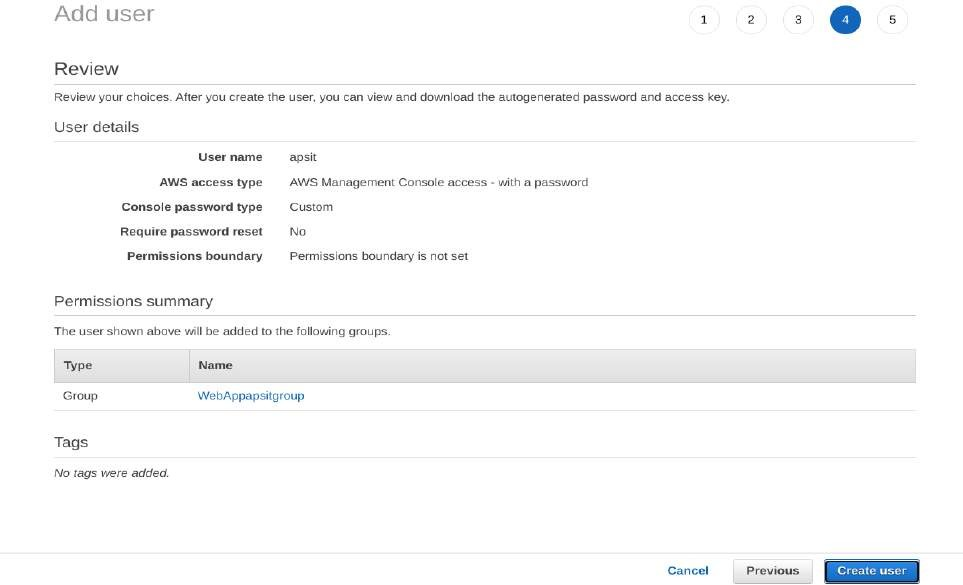 Add user 1 2 3 4 5
Review
Review your choices. After you create the user, you can view and download the autogenerated password and access key.
User details
User name apsit
AWS access type AWS Management Console access - with a password
Console password type Custom
Require password reset No
Permissions boundary Permissions boundary is not set
Permissions summary
The user shown above will be added to the following groups.
Type Name
Group WebAppapsitgroup
Tags
No tags were added.
Cancel Previous Create user